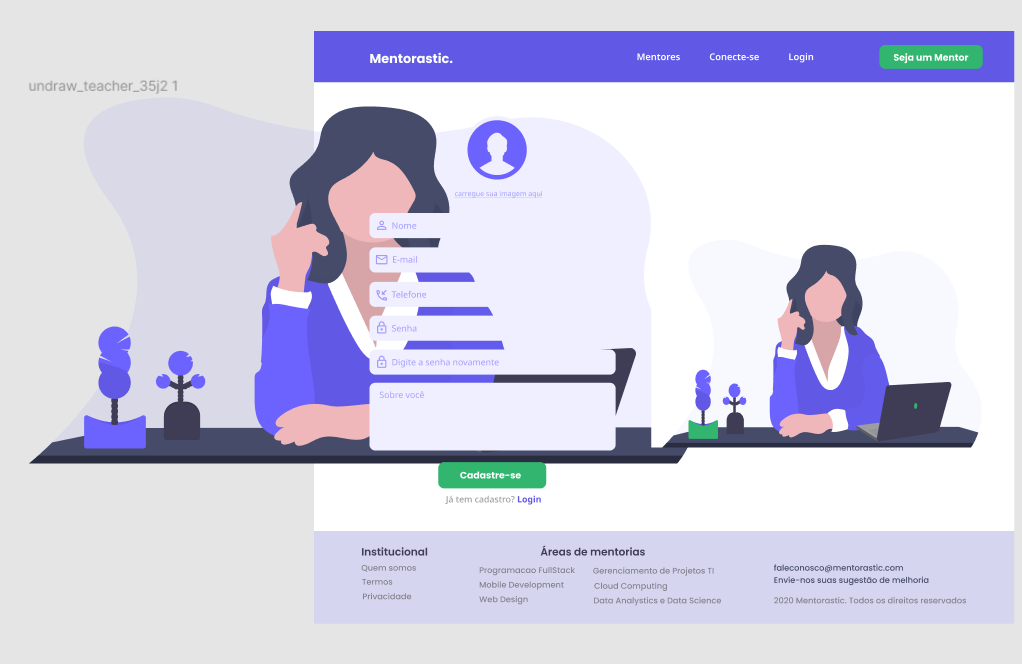 undraw_teacher_35j2 1
Mentorastic.
Mentores
Conecte-se
Login
Seja um Mentor
carregue sua imagem aqui
Nome
E-mail
Telefone
Senha
Digite a senha novamente
Sobre você
Cadastre-se
Já tem cadastro? Login
Institucional
Quem somos
Termos
Privacidade
Áreas de mentorias
Programacao FullStack
Mobile Development
Web Design
Gerenciamento de Projetos TI
Cloud Computing
Data Analystics e Data Science
faleconosco@mentorastic.com
Envie-nos suas sugestão de melhoria
2020 Mentorastic. Todos os direitos reservados